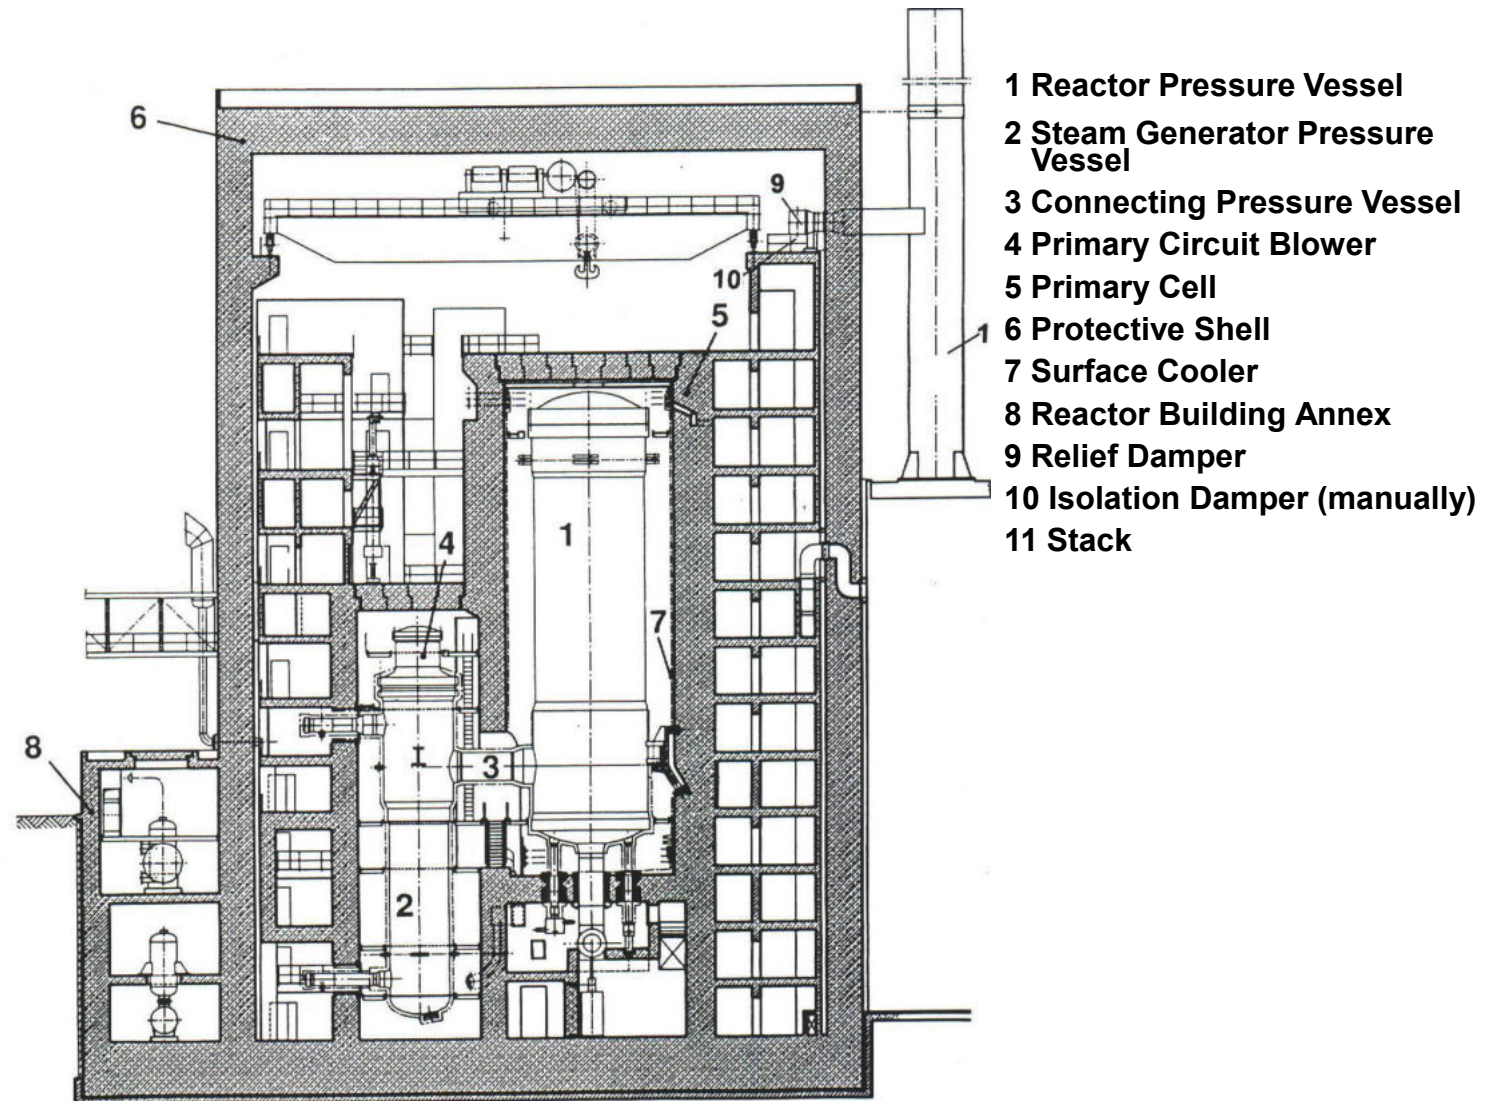 6
9
10
5
1
1 Reactor Pressure Vessel
2 Steam Generator Pressure
Vessel
3 Connecting Pressure Vessel
4 Primary Circuit Blower
5 Primary Cell
6 Protective Shell
7 Surface Cooler
8 Reactor Building Annex
9 Relief Damper
10 Isolation Damper (manually)
11 Stack
1
4
7
8
3
2